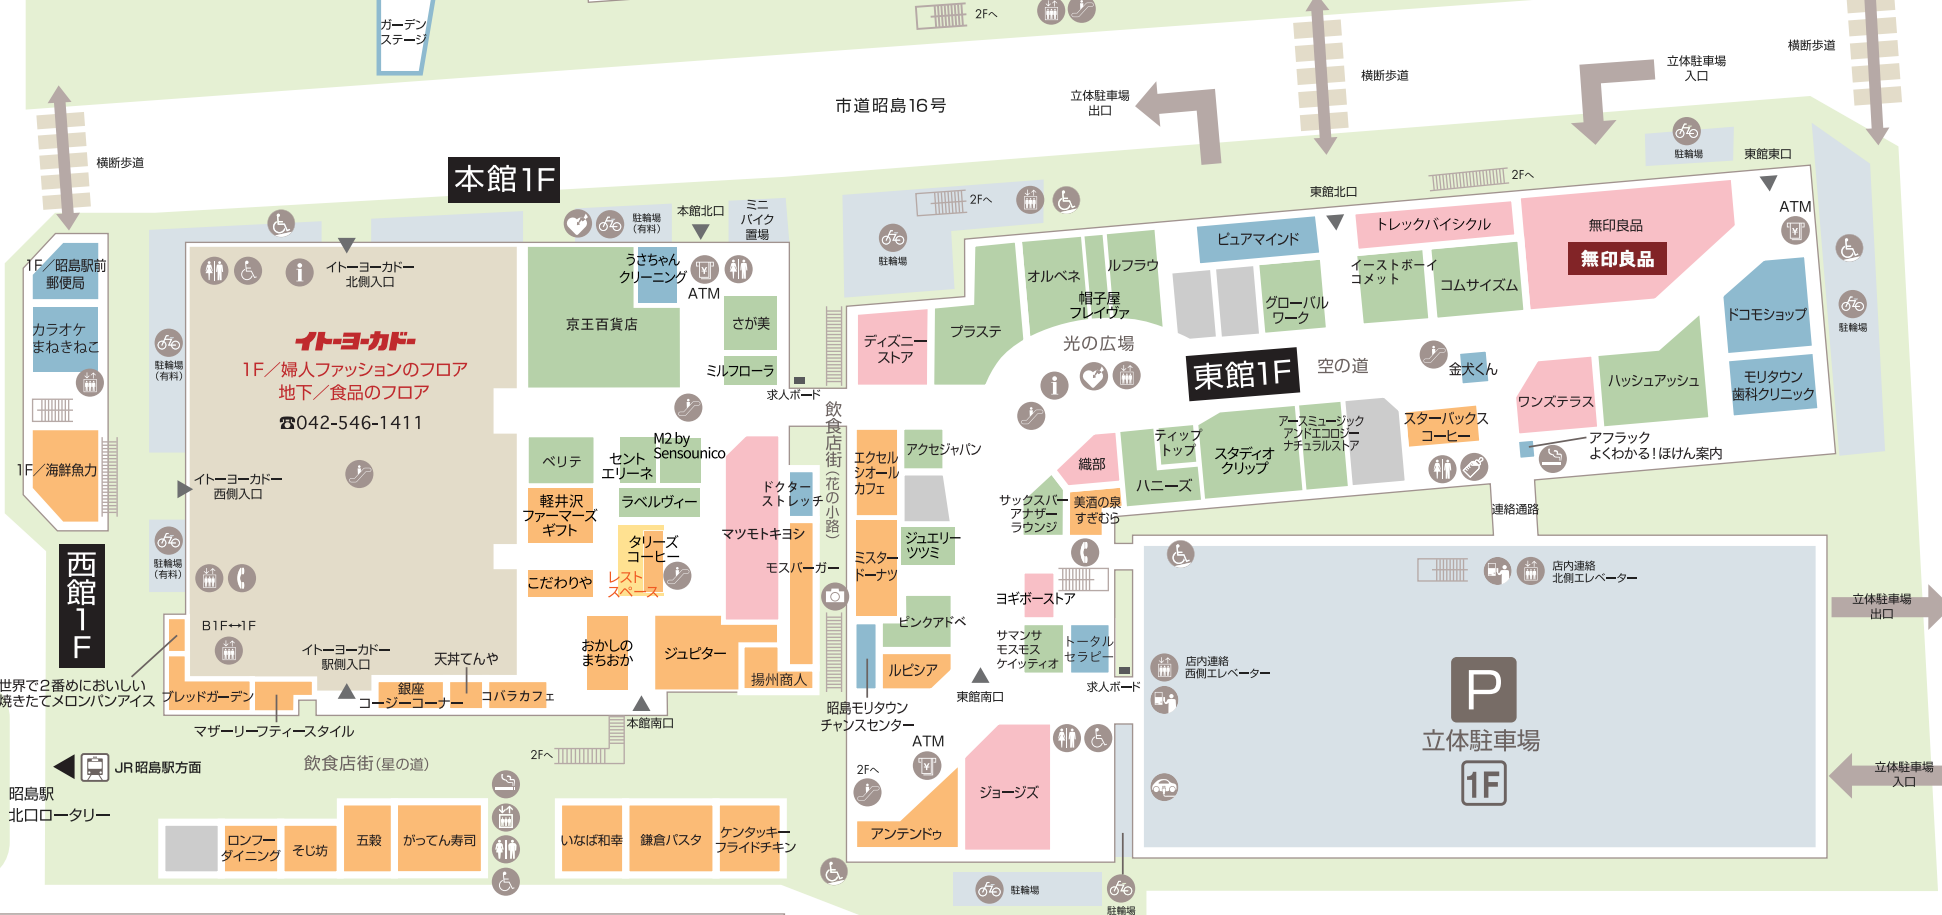 ガーデン
ステージ
2Fへ
横断歩道
横断歩道
横断歩道
立体駐車場
入口
立体駐車場
出口
市道昭島16号
本館1F
駐輪場
東館東口
2Fへ
東館北口
ATM
ミニ
バイク
置場
本館北口
駐輪場
(有料)
2Fへ
駐輪場
無印良品
無印良品
トレックバイシクル
ピュアマインド
イーストボーイ
コメット
コムサイズム
グローバル
ワーク
ルフラウ
オルベネ
帽子屋
フレイヴァ
プラステ
ディズニー
ストア
光の広場
東館1F
空の道
金犬くん
ドコモショップ
モリタウン
歯科クリニック
駐輪場
ハッシュアッシュ
ワンズテラス
スターバックス
コーヒー
アフラック
よくわかる!ほけん案内
アースミュージック
アンドエコロジー
ナチュラルストア
スタディオ
クリップ
ティップ
トップ
ハニーズ
織部
美酒の泉
すぎむら
サックスバー
アナザー
ラウンジ
アクセジャパン
ジュエリー
ツツミ
エクセル
シオール
カフェ
ミスター
ドーナツ
ピンクアドベ
ルピシア
ヨギボーストア
サマンサ
モスモス
ケイッティオ
トータル
セラピー
求人ボード
東館南口
昭島モリタウン
チャンスセンター
ATM
2Fへ
アンテンドゥ
ジョージズ
連絡通路
店内連絡
北側エレベーター
店内連絡
西側エレベーター
P
立体駐車場
1F
立体駐車場
出口
立体駐車場
入口
駐輪場
駐輪場
1F/昭島駅前
郵便局
カラオケ
まねきねこ
1F/海鮮魚力
西館1F
駐輪場
(有料)
駐輪場
(有料)
イトーヨーカドー
北側入口
イトーヨーカドー
1F/婦人ファッションのフロア
地下/食品のフロア
☎042-546-1411
イトーヨーカドー
西側入口
B1F↔1F
イトーヨーカドー
駅側入口
うさちゃん
クリーニング
ATM
京王百貨店
さが美
ミルフローラ
求人ボード
飲食店街(花の小路)
ベリテ
セント
エリーネ
M2 by
Sensounico
ラベルヴィー
軽井沢
ファーマーズ
ギフト
タリーズ
コーヒー
レスト
スペース
こだわりや
マツモトキヨシ
ドクター
ストレッチ
モスバーガー
おかしの
まちおか
ジュピター
揚州商人
本館南口
2Fへ
世界で2番めにおいしい
焼きたてメロンパンアイス
ブレッドガーデン
マザーリーフティースタイル
銀座
コージーコーナー
天丼てんや
コバラカフェ
飲食店街(星の道)
JR昭島駅方面
昭島駅
北口ロータリー
ロンフー
ダイニング
そじ坊
五穀
がってん寿司
いなば和幸
鎌倉パスタ
ケンタッキー
フライドチキン